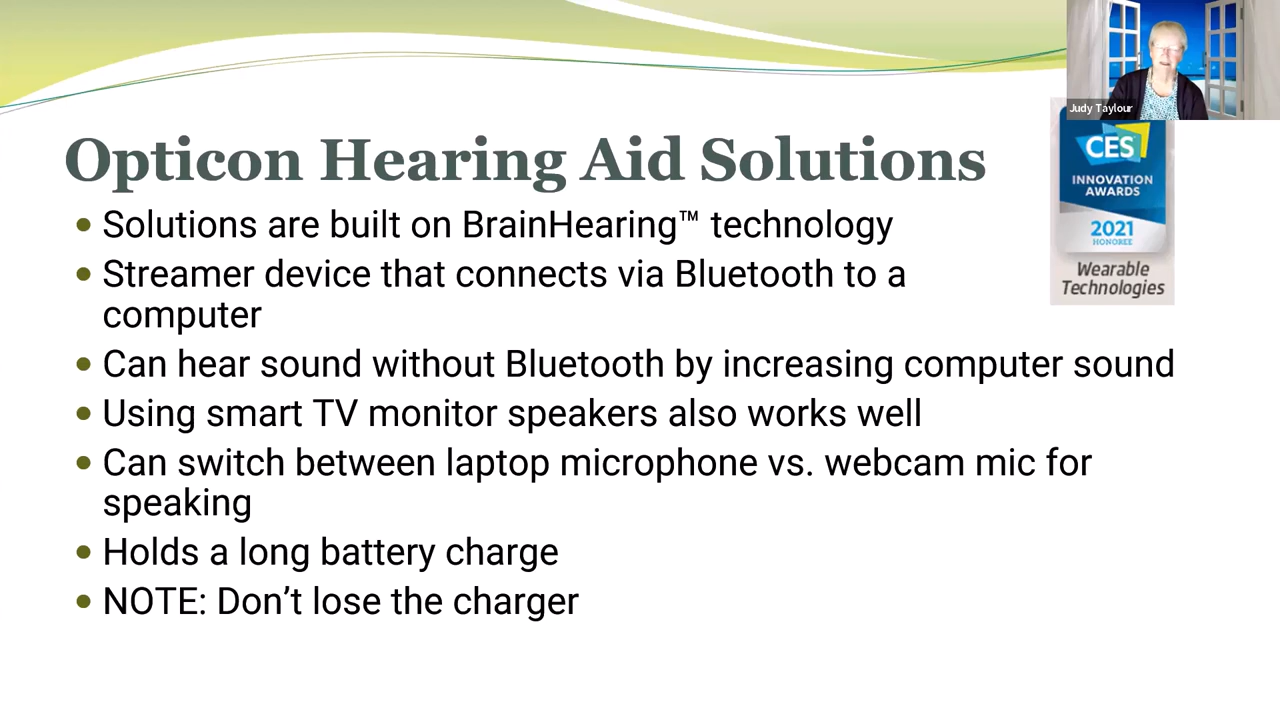 Judy Taylour
Opticon Hearing Aid Solutions
CES
INNOVATION
AWARDS
2021
HONOREE
Wearable
Technologies
• Solutions are built on BrainHearing™ technology
• Streamer device that connects via Bluetooth to a
computer
• Can hear sound without Bluetooth by increasing computer sound
• Using smart TV monitor speakers also works well
• Can switch between laptop microphone vs. webcam mic for
speaking
• Holds a long battery charge
• NOTE: Don’t lose the charger